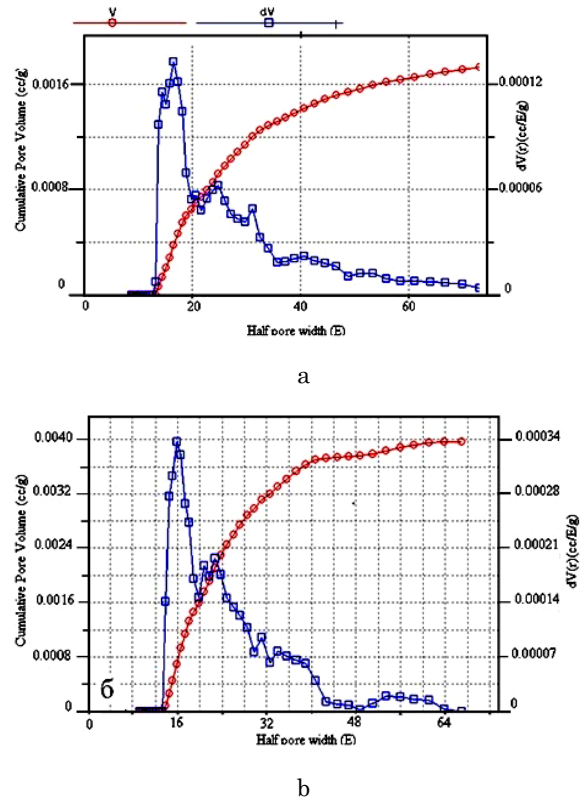 V dV
0.0016
0.0008
0
Cumulative Pore Volume (cc/g)
0.00012
0.00006
0
dV(r)(cc/E/g)
0 20 40 60
Half pore width (E)
a
0.0040
0.0032
0.0024
0.0016
0.0008
0
Cumulative Pore Volume (cc/g)
0.00034
0.00028
0.00021
0.00014
0.00007
0
dV(r)(cc/E/g)
б
0 16 32 48 64
Half pore width (E)
b